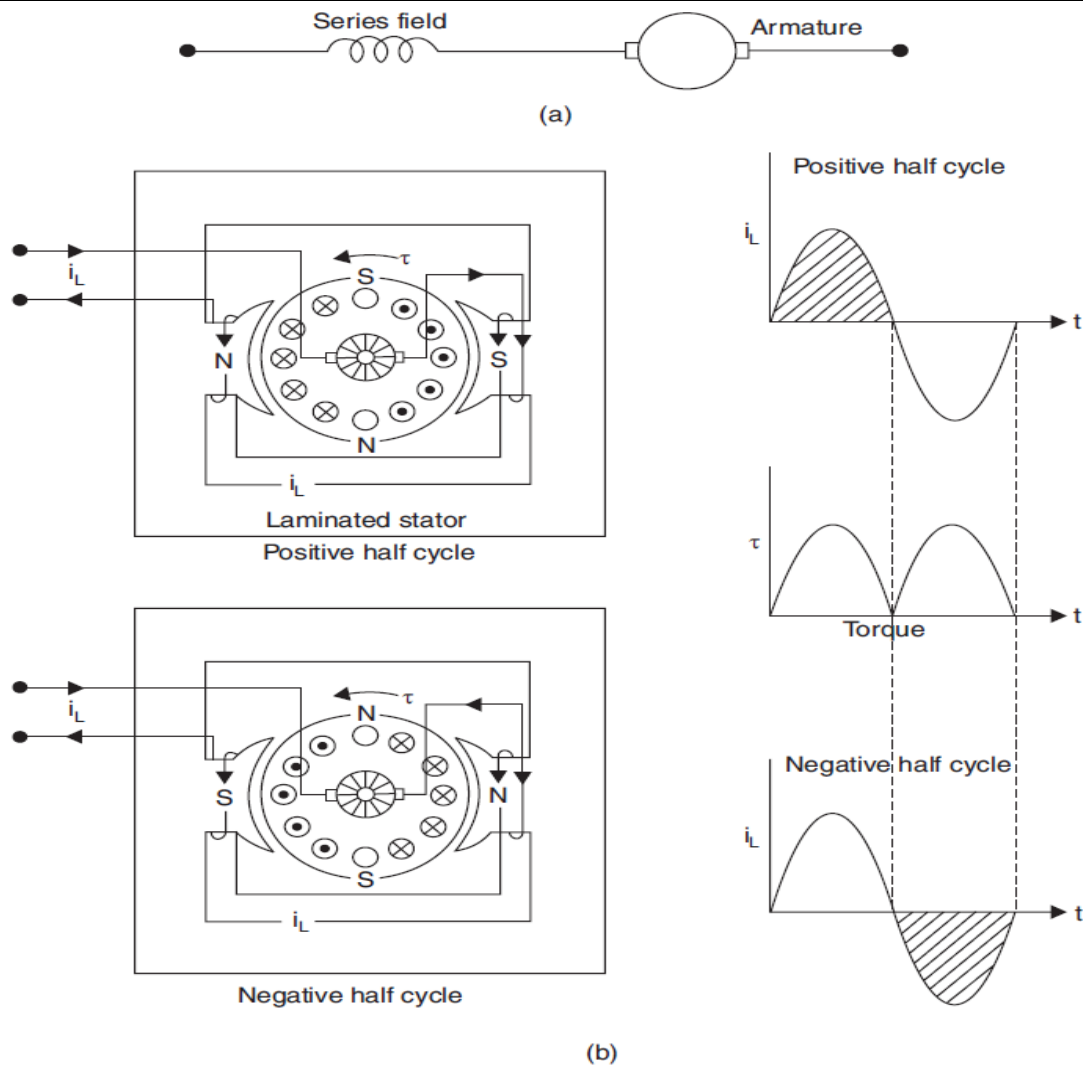 Series field
Armature
(a)
Positive half cycle
i_L
t
i_L
τ
S
N
S
N
i_L
Laminated stator
Positive half cycle
τ
t
Torque
i_L
τ
N
S
N
S
i_L
Negative half cycle
Negative half cycle
i_L
t
(b)